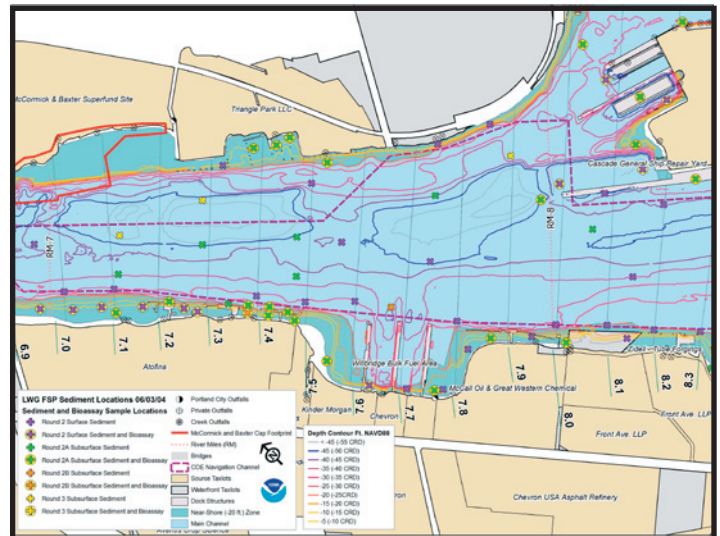 McCormick & Baxter Superfund Site
Triangle Park LLC
Cascade General Ship Repair Yard
RM-7
RM-8
6.9
7.0
7.1
7.2
7.3
7.4
7.5
7.6
7.7
7.8
7.9
8.0
8.1
8.2
8.3
Atofina
Willbridge Bulk Fuel Area
McCall Oil & Great Western Chemical
Kinder Morgan
Chevron
Front Ave. LLP
Front Ave. LLP
Chevron USA Asphalt Refinery
LWG FSP Sediment Locations 06/03/04
Sediment and Bioassay Sample Locations
Round 2 Surface Sediment
Round 2 Surface Sediment and Bioassay
Round 2A Subsurface Sediment
Round 2A Subsurface Sediment and Bioassay
Round 2B Subsurface Sediment
Round 2B Subsurface Sediment and Bioassay
Round 3 Subsurface Sediment
Round 3 Subsurface Sediment and Bioassay
Portland City Outfalls
Private Outfalls
Creek Outfalls
McCormick and Baxter Cap Footprint
River Miles (RM)
Bridges
COE Navigation Channel
Source Taxlots
Waterfront Taxlots
Dock Structures
Near-Shore (-20 ft.) Zone
Main Channel
Depth Contour Ft. NAVD88
+ -45 (-55 CRD)
-45 (-50 CRD)
-40 (-45 CRD)
-35 (-40 CRD)
-30 (-35 CRD)
-25 (-30 CRD)
-20 (-25CRD)
-15 (-20 CRD)
-10 (-15 CRD)
-5 (-10 CRD)